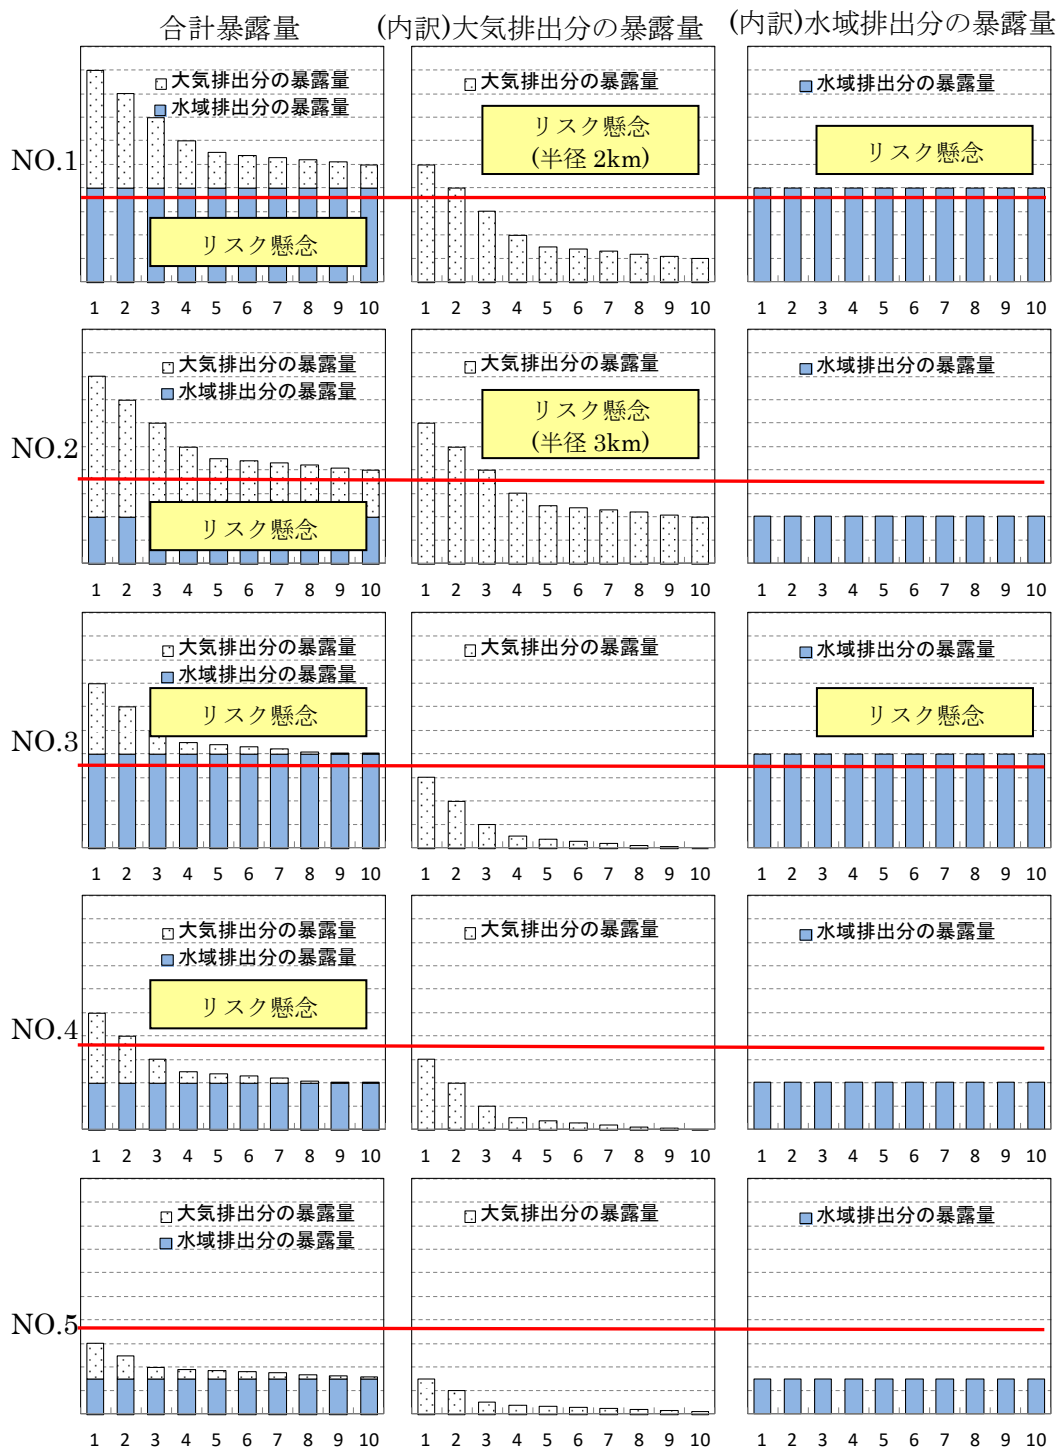 合計暴露量
(内訳)大気排出分の暴露量
(内訳)水域排出分の暴露量
NO.1
大気排出分の暴露量
水域排出分の暴露量
リスク懸念
1 2 3 4 5 6 7 8 9 10
大気排出分の暴露量
リスク懸念
(半径 2km)
1 2 3 4 5 6 7 8 9 10
水域排出分の暴露量
リスク懸念
1 2 3 4 5 6 7 8 9 10
NO.2
大気排出分の暴露量
水域排出分の暴露量
リスク懸念
1 2 3 4 5 6 7 8 9 10
大気排出分の暴露量
リスク懸念
(半径 3km)
1 2 3 4 5 6 7 8 9 10
水域排出分の暴露量
1 2 3 4 5 6 7 8 9 10
NO.3
大気排出分の暴露量
水域排出分の暴露量
リスク懸念
1 2 3 4 5 6 7 8 9 10
大気排出分の暴露量
1 2 3 4 5 6 7 8 9 10
水域排出分の暴露量
リスク懸念
1 2 3 4 5 6 7 8 9 10
NO.4
大気排出分の暴露量
水域排出分の暴露量
リスク懸念
1 2 3 4 5 6 7 8 9 10
大気排出分の暴露量
1 2 3 4 5 6 7 8 9 10
水域排出分の暴露量
1 2 3 4 5 6 7 8 9 10
NO.5
大気排出分の暴露量
水域排出分の暴露量
1 2 3 4 5 6 7 8 9 10
大気排出分の暴露量
1 2 3 4 5 6 7 8 9 10
水域排出分の暴露量
1 2 3 4 5 6 7 8 9 10